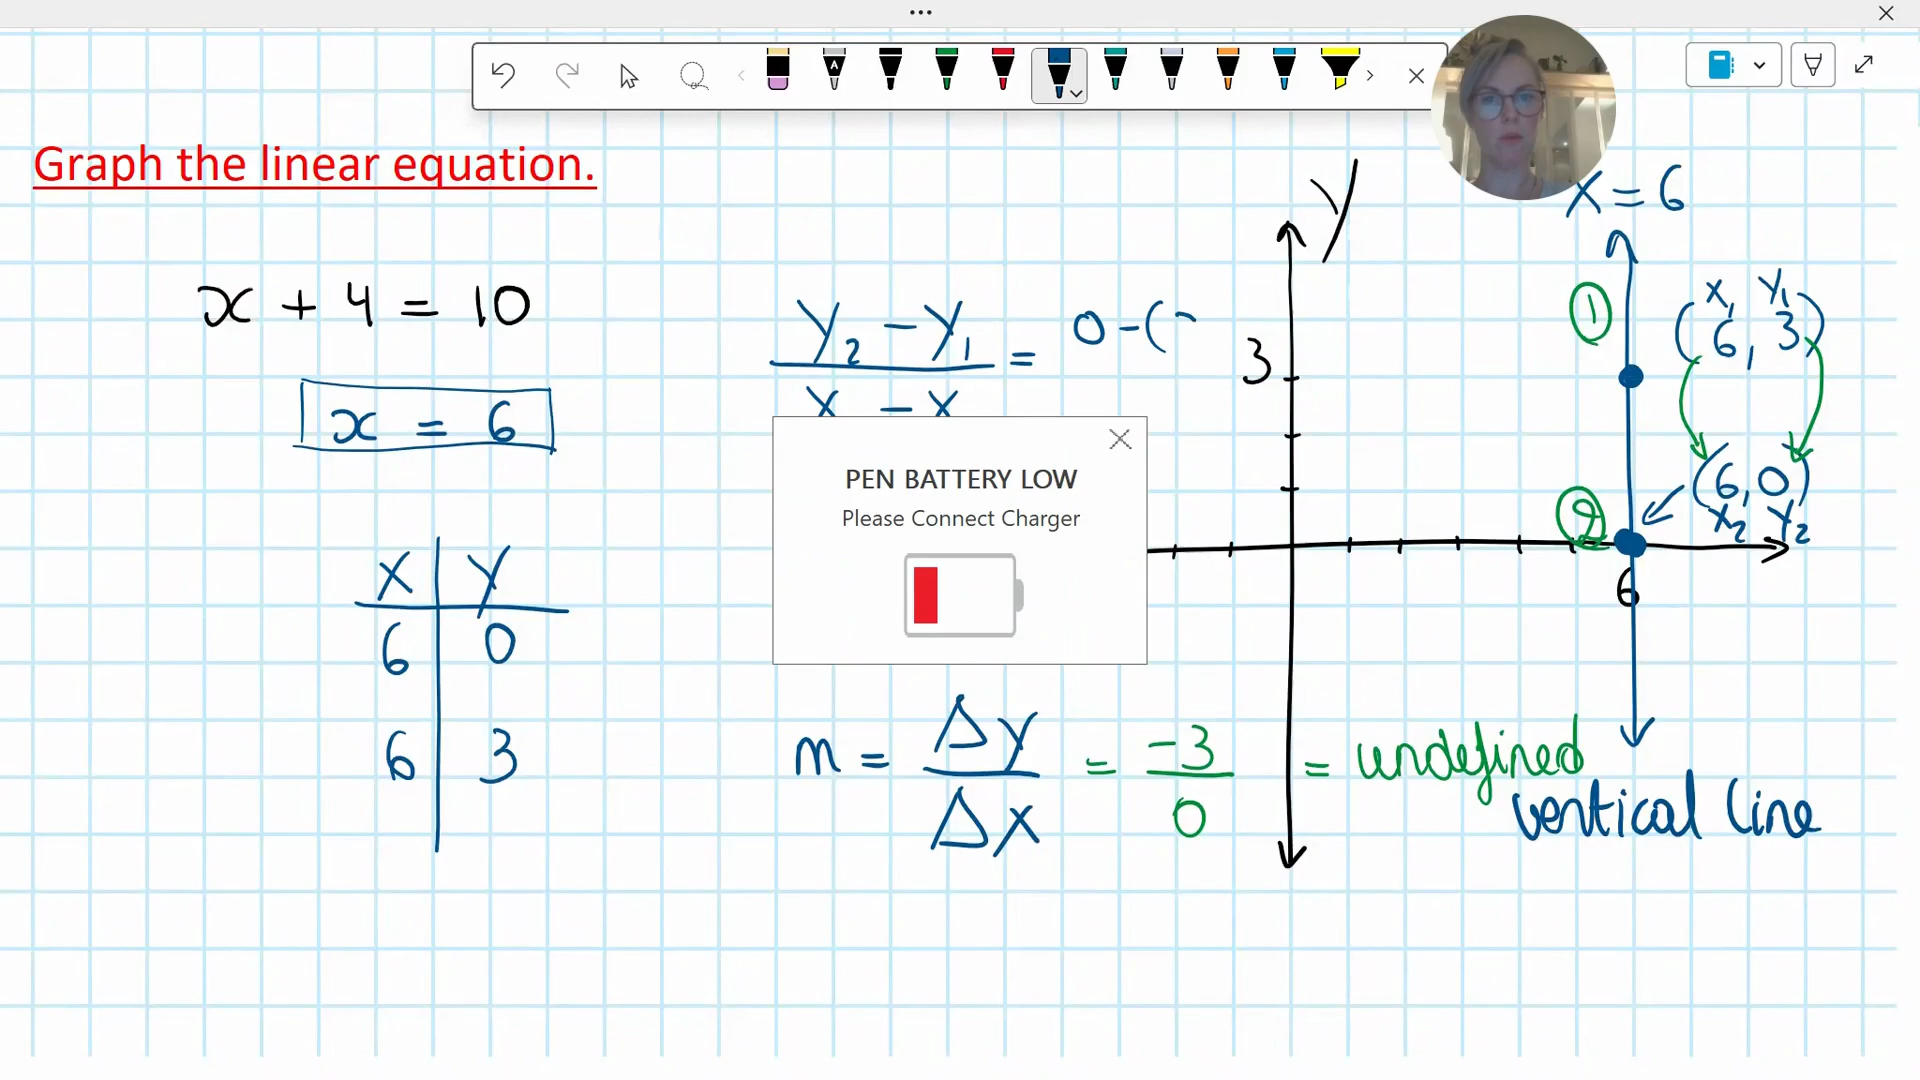 Graph the linear equation.
x + 4 = 10
x = 6
X Y
6 0
6 3
Y₂ - Y₁ = 0-(
X - X
PEN BATTERY LOW
Please Connect Charger
m = ΔY/ΔX = -3/0 = undefined
vertical line
Y
3
6
X = 6
①
X₁ Y₁
(6, 3)
②
(6, 0)
X₂ Y₂